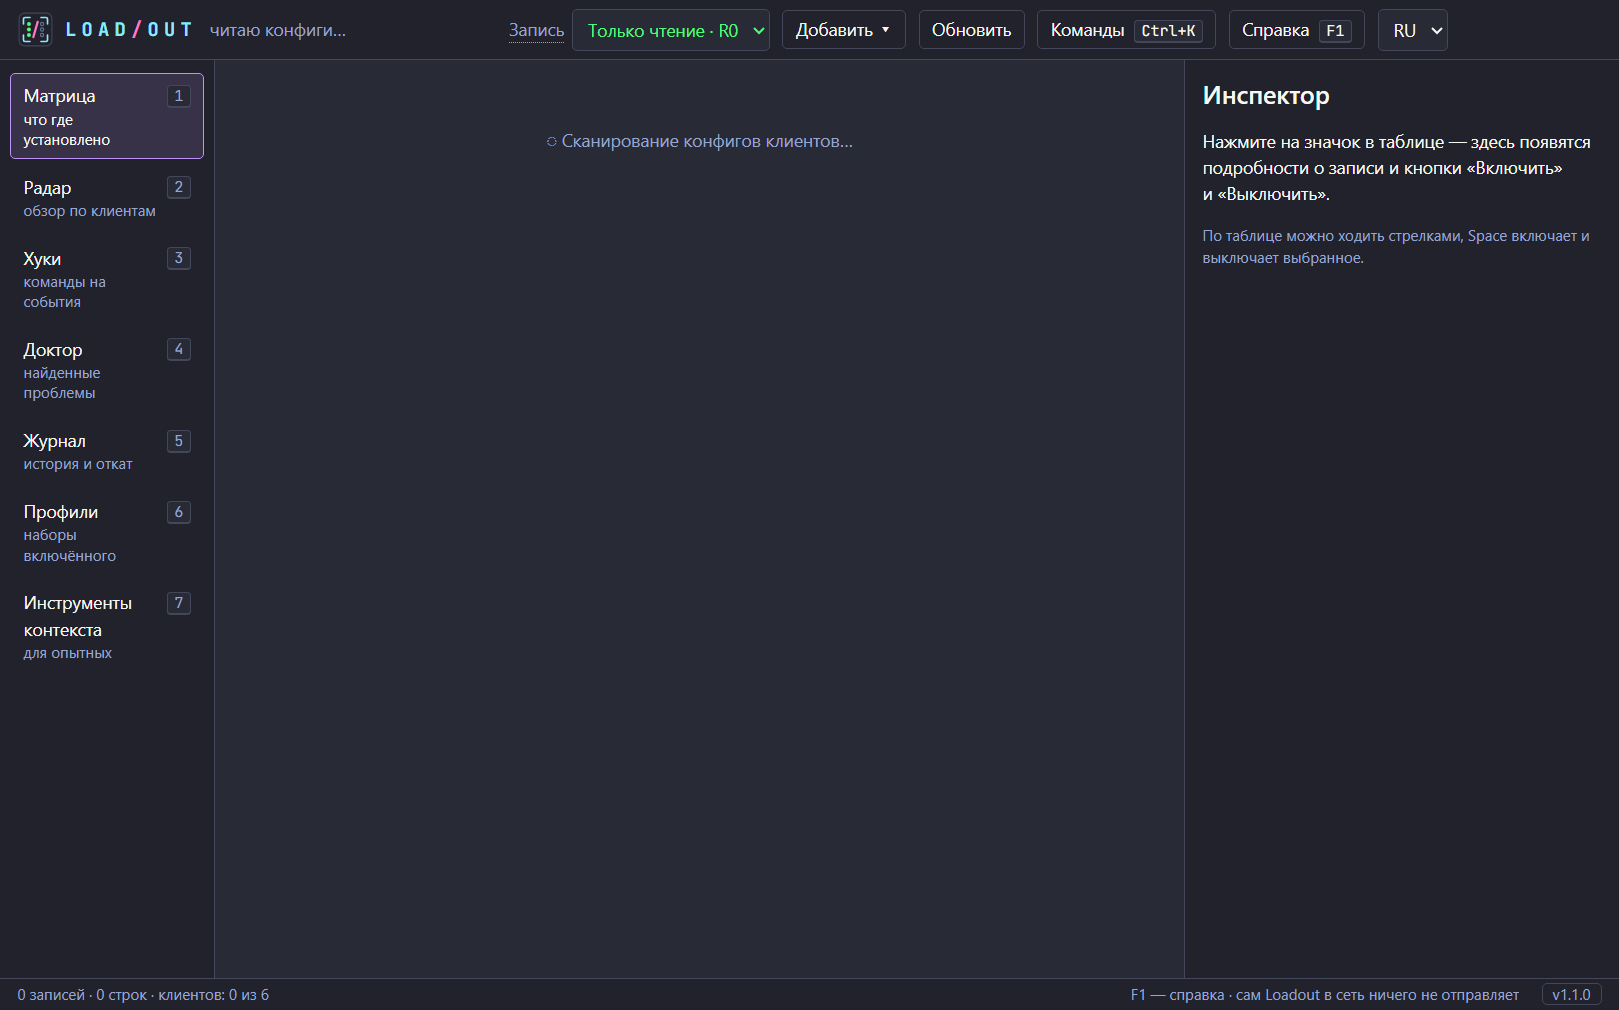 LOAD/OUT читаю конфиги... Запись Только чтение · R0 Добавить ▾ Обновить Команды Ctrl+K Справка F1 RU
Матрица 1
что где
установлено
Радар 2
обзор по клиентам
Хуки 3
команды на
события
Доктор 4
найденные
проблемы
Журнал 5
история и откат
Профили 6
наборы
включённого
Инструменты 7
контекста
для опытных
◌ Сканирование конфигов клиентов...
Инспектор
Нажмите на значок в таблице — здесь появятся
подробности о записи и кнопки «Включить»
и «Выключить».
По таблице можно ходить стрелками, Space включает и
выключает выбранное.
0 записей · 0 строк · клиентов: 0 из 6
F1 — справка · сам Loadout в сеть ничего не отправляет v1.1.0